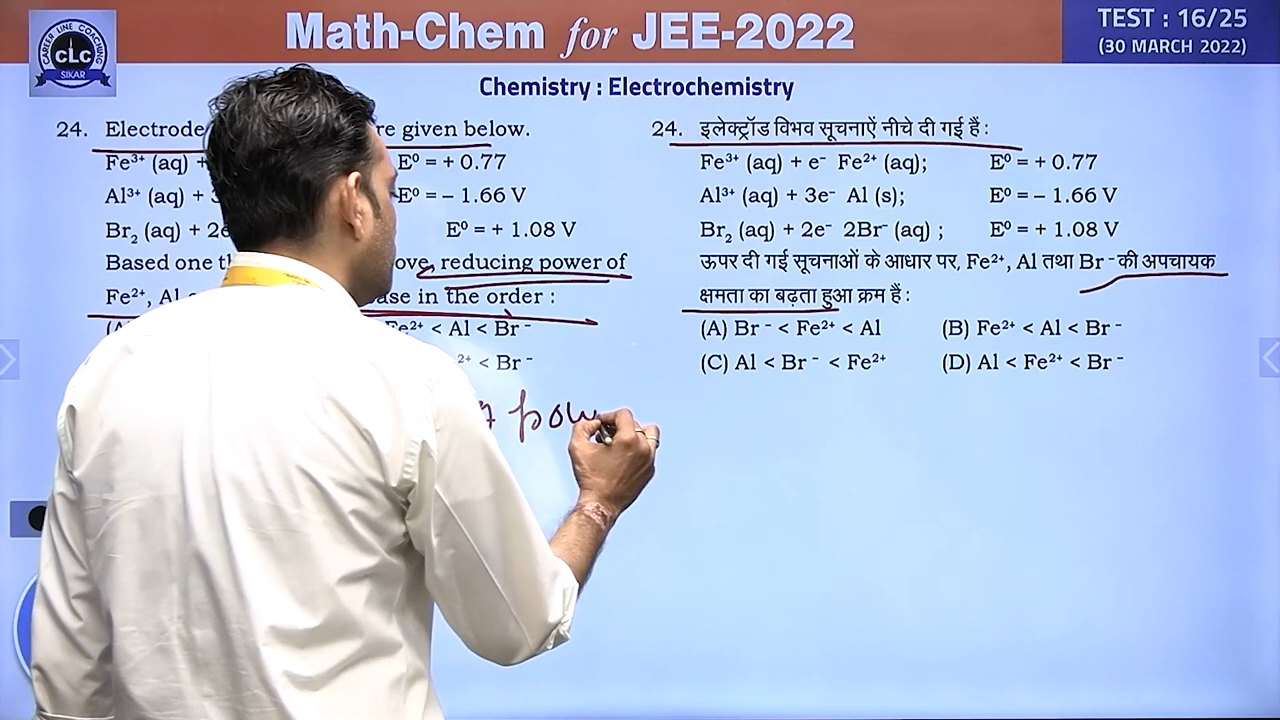 CAREER LINE COACHING
CLC
SIKAR
Math-Chem for JEE-2022
TEST : 16/25
(30 MARCH 2022)
Chemistry : Electrochemistry
24. Electrode re given below.
Fe³⁺ (aq) + E⁰ = + 0.77
Al³⁺ (aq) + E⁰ = – 1.66 V
Br₂ (aq) + 2e E⁰ = + 1.08 V
Based one th ove, reducing power of
Fe²⁺, Al ase in the order :
Fe²⁺ < Al < Br⁻
²⁺ < Br⁻
24. इलेक्ट्रॉड विभव सूचनाऐं नीचे दी गई हैं :
Fe³⁺ (aq) + e⁻ Fe²⁺ (aq); E⁰ = + 0.77
Al³⁺ (aq) + 3e⁻ Al (s); E⁰ = – 1.66 V
Br₂ (aq) + 2e⁻ 2Br⁻ (aq) ; E⁰ = + 1.08 V
ऊपर दी गई सूचनाओं के आधार पर, Fe²⁺, Al तथा Br⁻ की अपचायक
क्षमता का बढ़ता हुआ क्रम हैं :
(A) Br⁻ < Fe²⁺ < Al (B) Fe²⁺ < Al < Br⁻
(C) Al < Br⁻ < Fe²⁺ (D) Al < Fe²⁺ < Br⁻